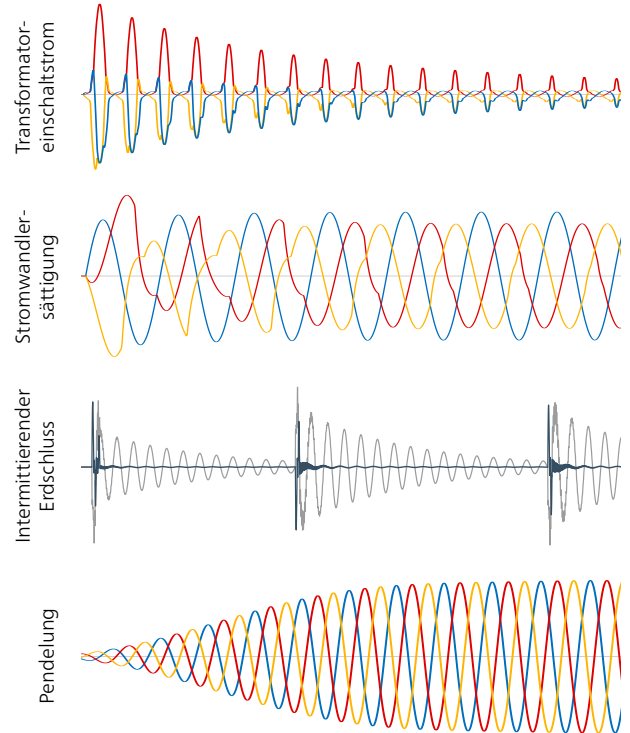 Transformator-
einschaltstrom
Stromwandler-
sättigung
Intermittierender
Erdschluss
Pendelung